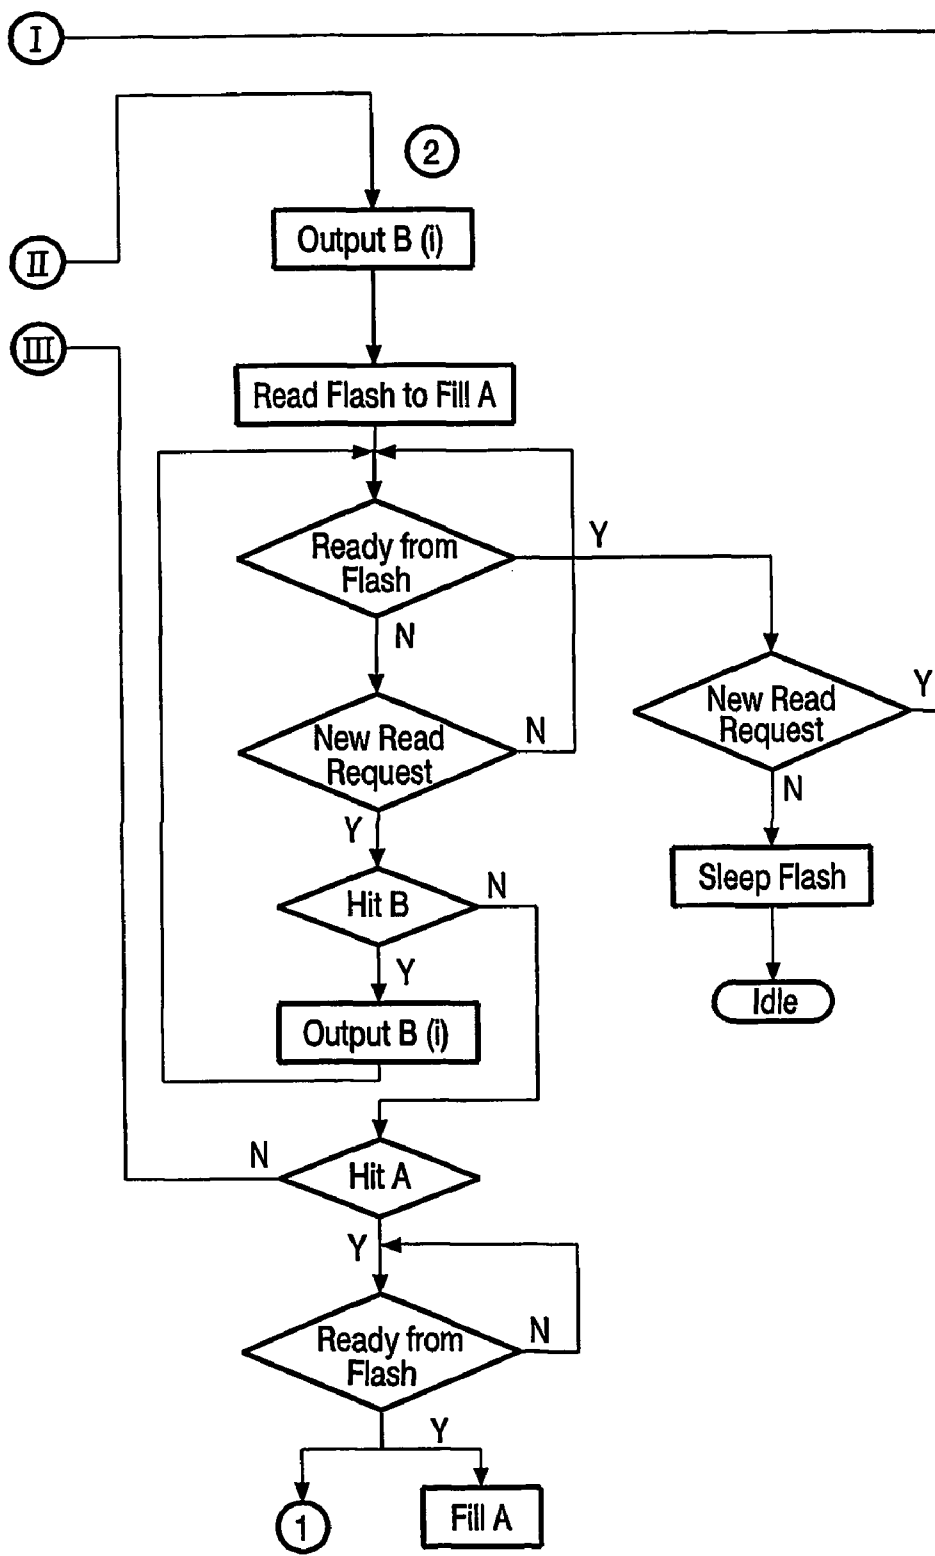 I
2
II
Output B (i)
III
Read Flash to Fill A
Ready from
Flash
Y
N
New Read
Request
N
Y
New Read
Request
Y
N
Hit B
N
Y
Sleep Flash
Output B (i)
Idle
N
Hit A
Y
Ready from
Flash
N
Y
1
Fill A